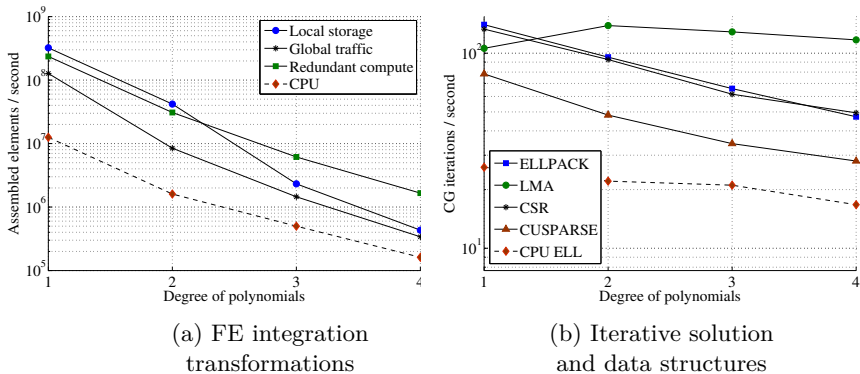 10^9
10^8
10^7
10^6
10^5
Assembled elements / second
Local storage
Global traffic
Redundant compute
CPU
1
2
3
4
Degree of polynomials
(a) FE integration
transformations
10^2
10^1
CG iterations / second
ELLPACK
LMA
CSR
CUSPARSE
CPU ELL
1
2
3
4
Degree of polynomials
(b) Iterative solution
and data structures